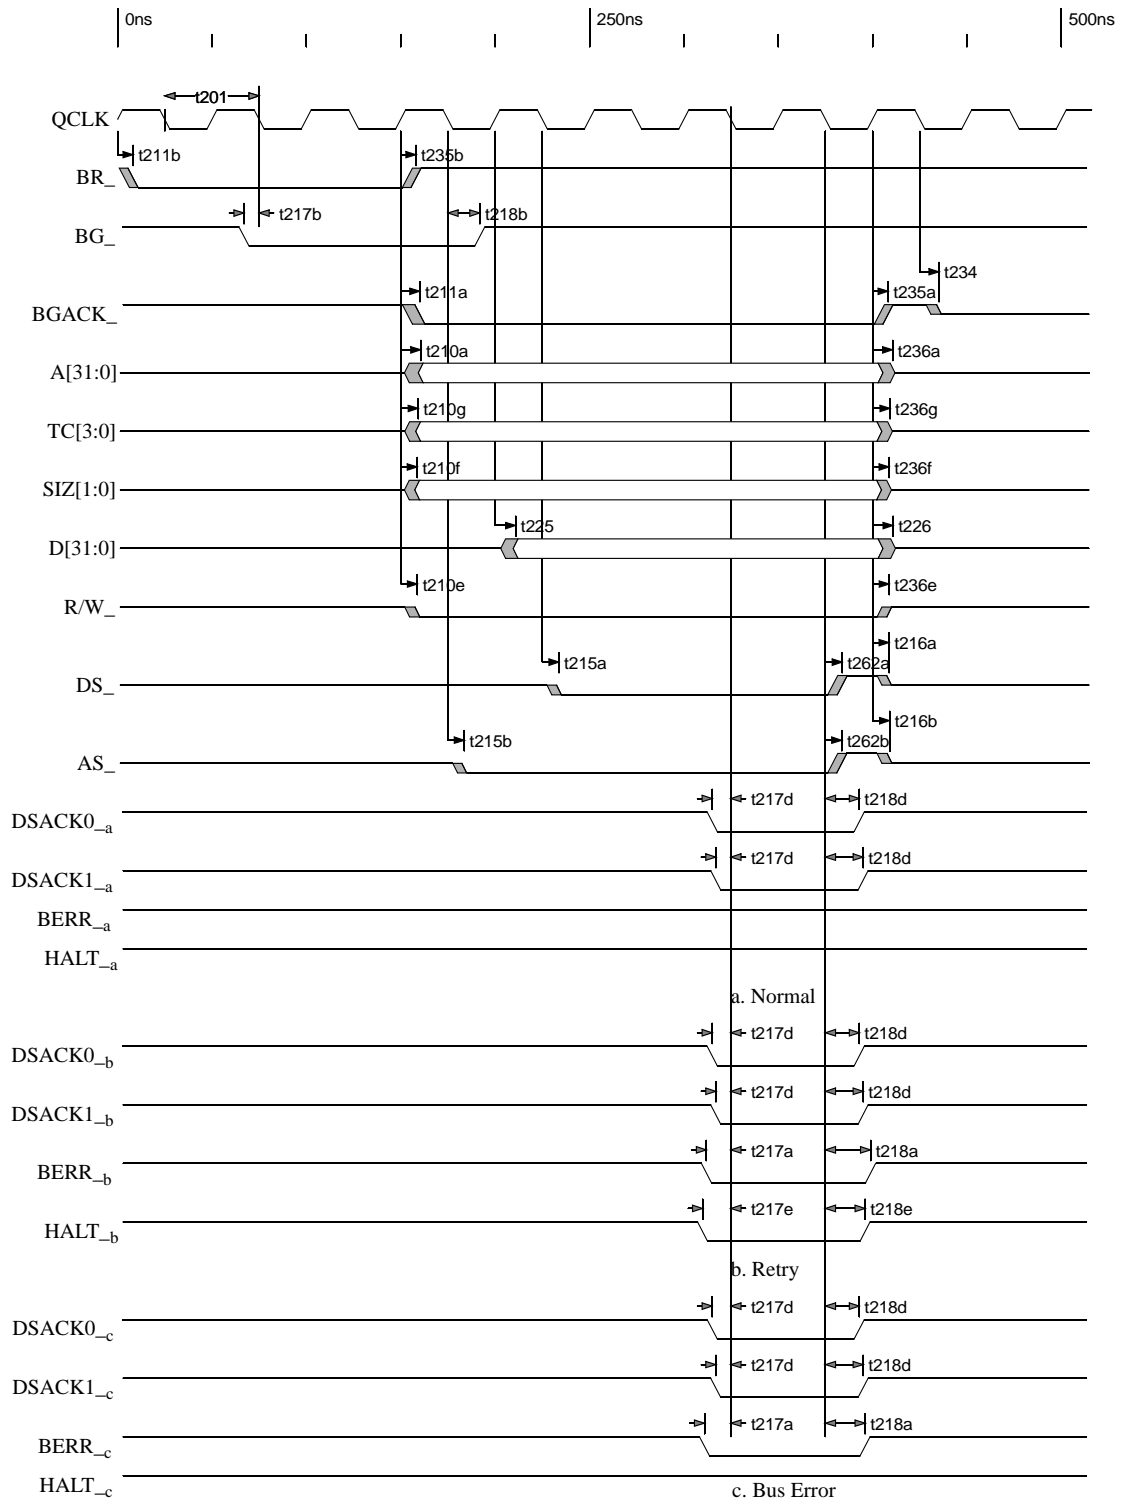 0ns 250ns 500ns
t201
QCLK
t211b t235b
BR_
t217b t218b
BG_
t234
t211a t235a
BGACK_
t210a t236a
A[31:0]
t210g t236g
TC[3:0]
t210f t236f
SIZ[1:0]
t225 t226
D[31:0]
t210e t236e
R/W_
t216a
t215a t262a
DS_
t216b
t215b t262b
AS_
t217d t218d
DSACK0_a
t217d t218d
DSACK1_a
BERR_a
HALT_a
a. Normal
t217d t218d
DSACK0_b
t217d t218d
DSACK1_b
t217a t218a
BERR_b
t217e t218e
HALT_b
b. Retry
t217d t218d
DSACK0_c
t217d t218d
DSACK1_c
t217a t218a
BERR_c
HALT_c
c. Bus Error